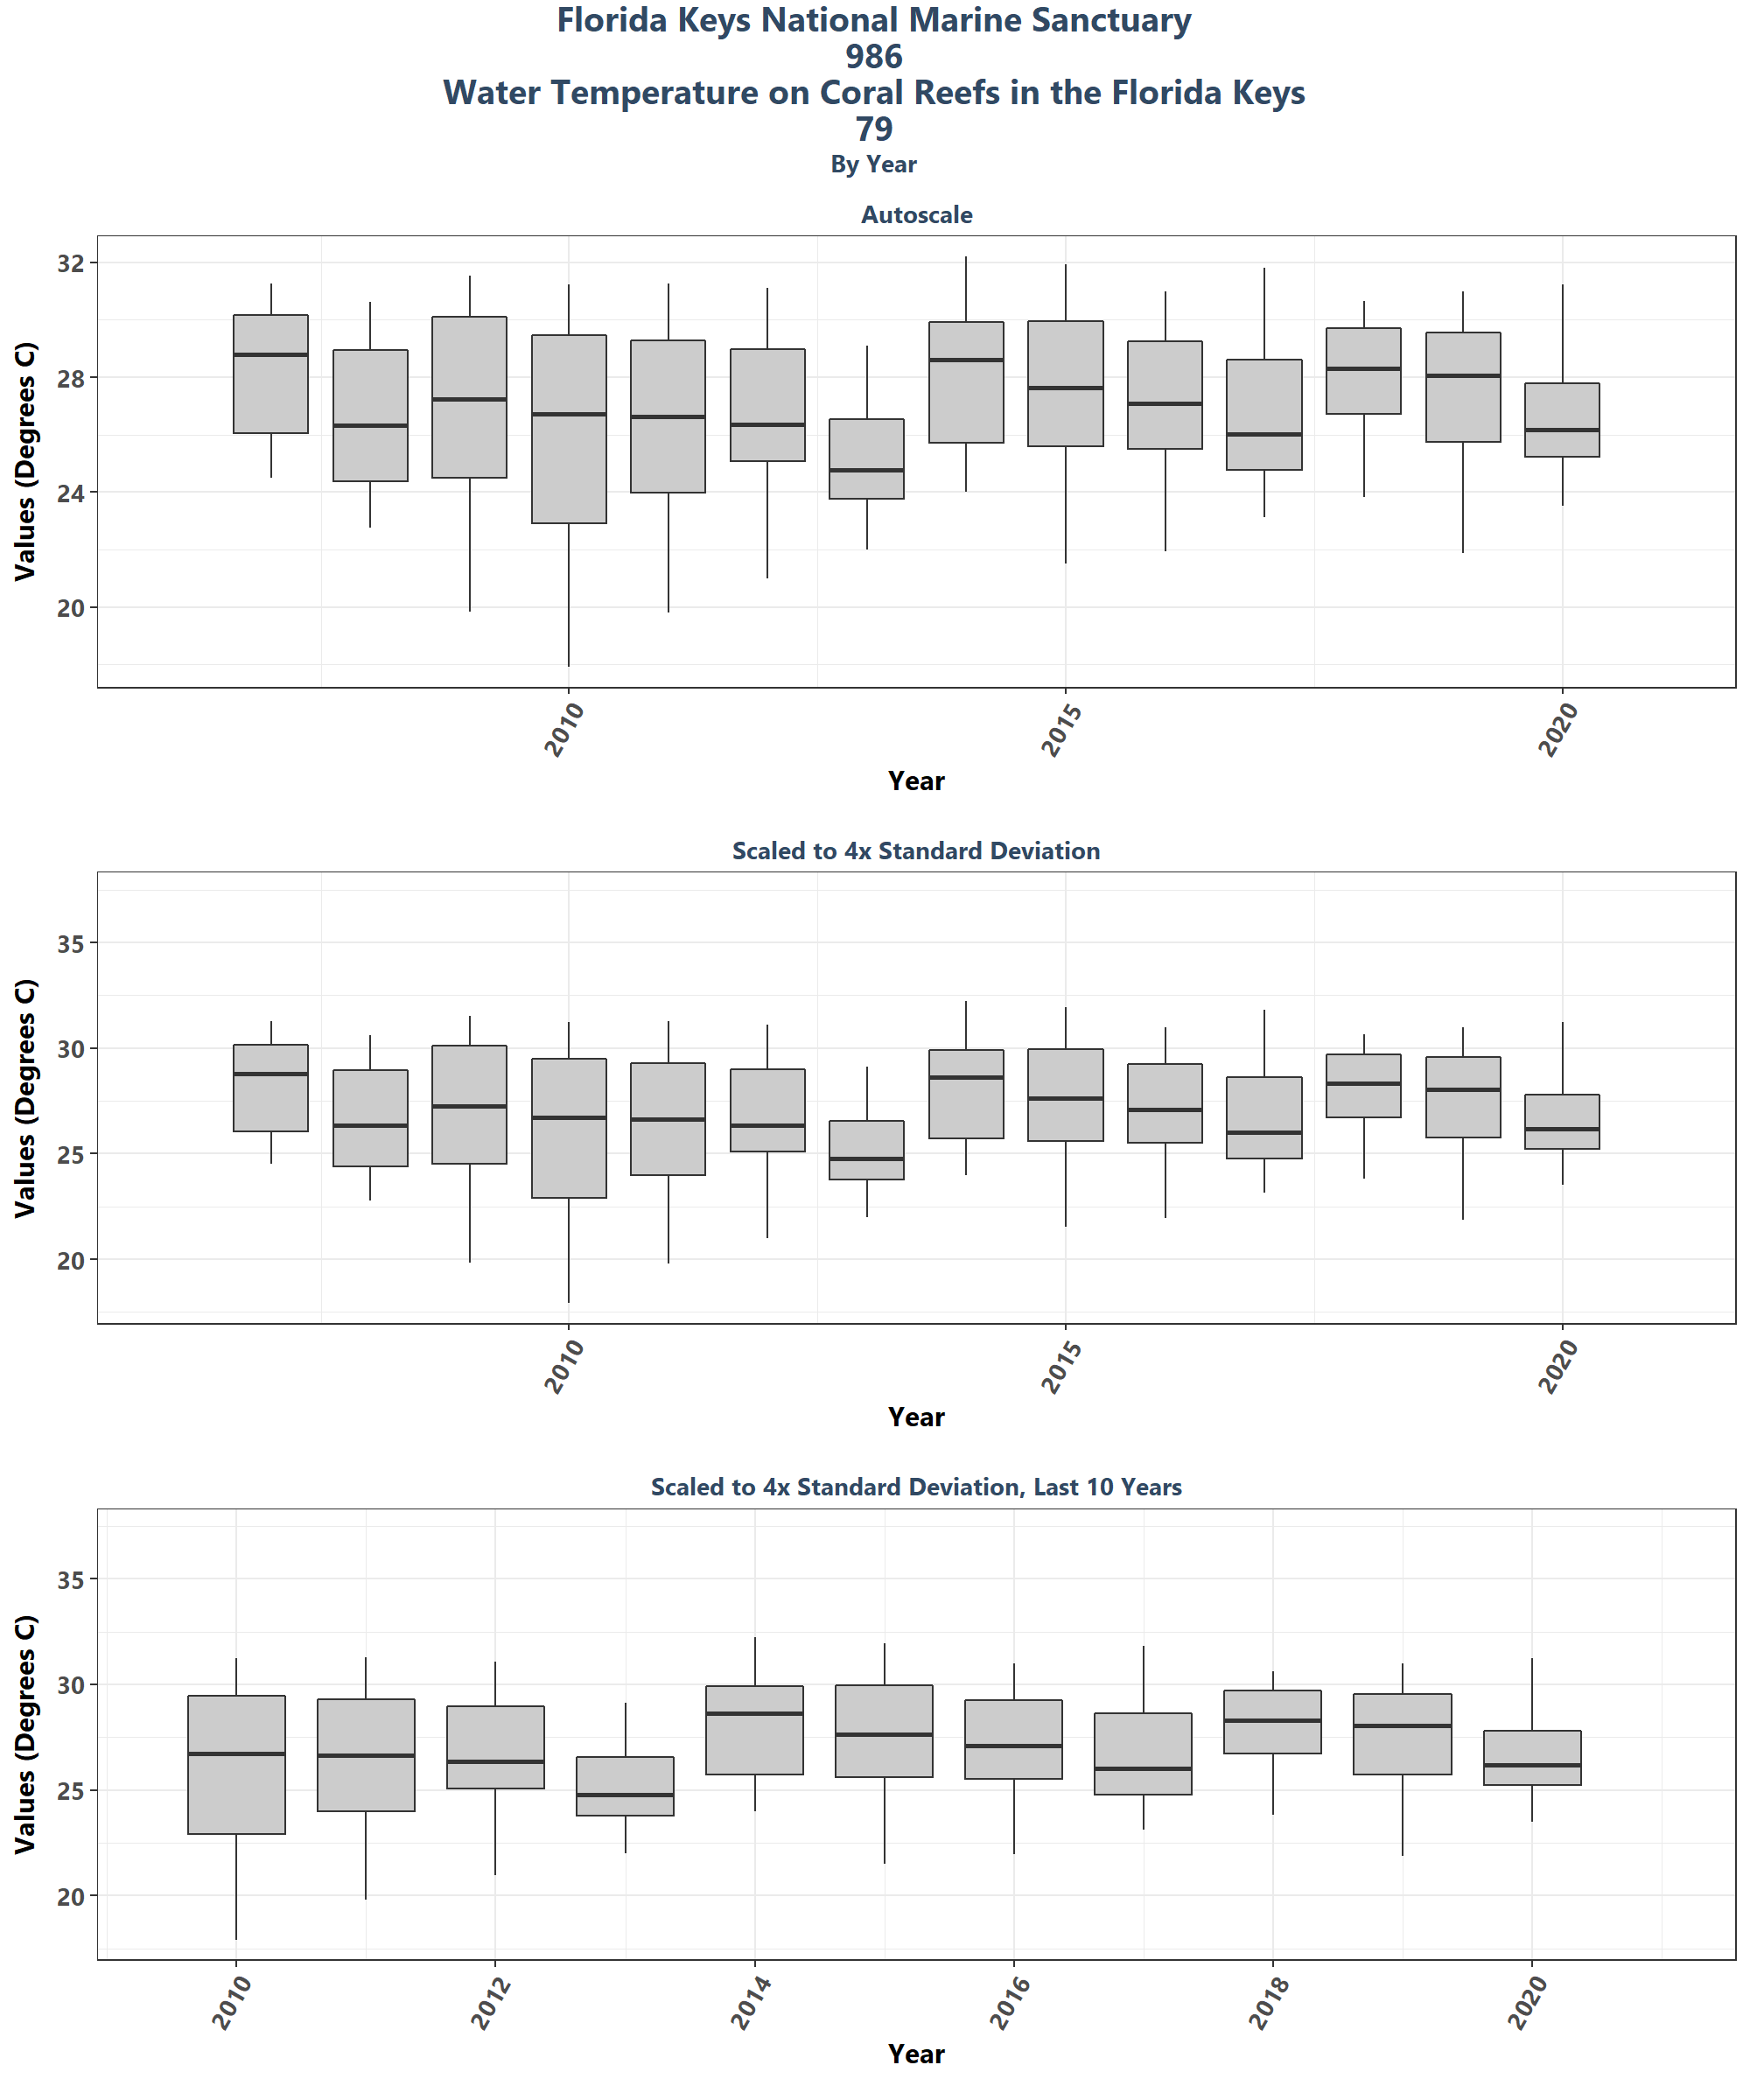 Florida Keys National Marine Sanctuary
986
Water Temperature on Coral Reefs in the Florida Keys
79
By Year
Autoscale
Values (Degrees C)
32
28
24
20
2010
2015
2020
Year
Scaled to 4x Standard Deviation
Values (Degrees C)
35
30
25
20
2010
2015
2020
Year
Scaled to 4x Standard Deviation, Last 10 Years
Values (Degrees C)
35
30
25
20
2010
2012
2014
2016
2018
2020
Year